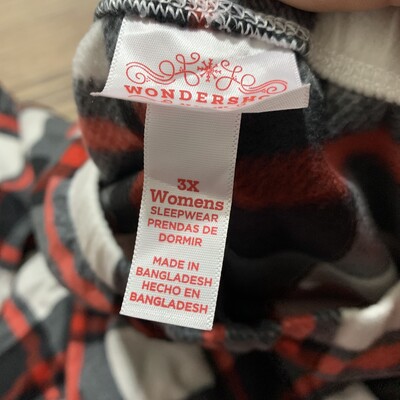 WONDERSHO
3X
Womens
SLEEPWEAR
PRENDAS DE
DORMIR
MADE IN
BANGLADESH
HECHO EN
BANGLADESH